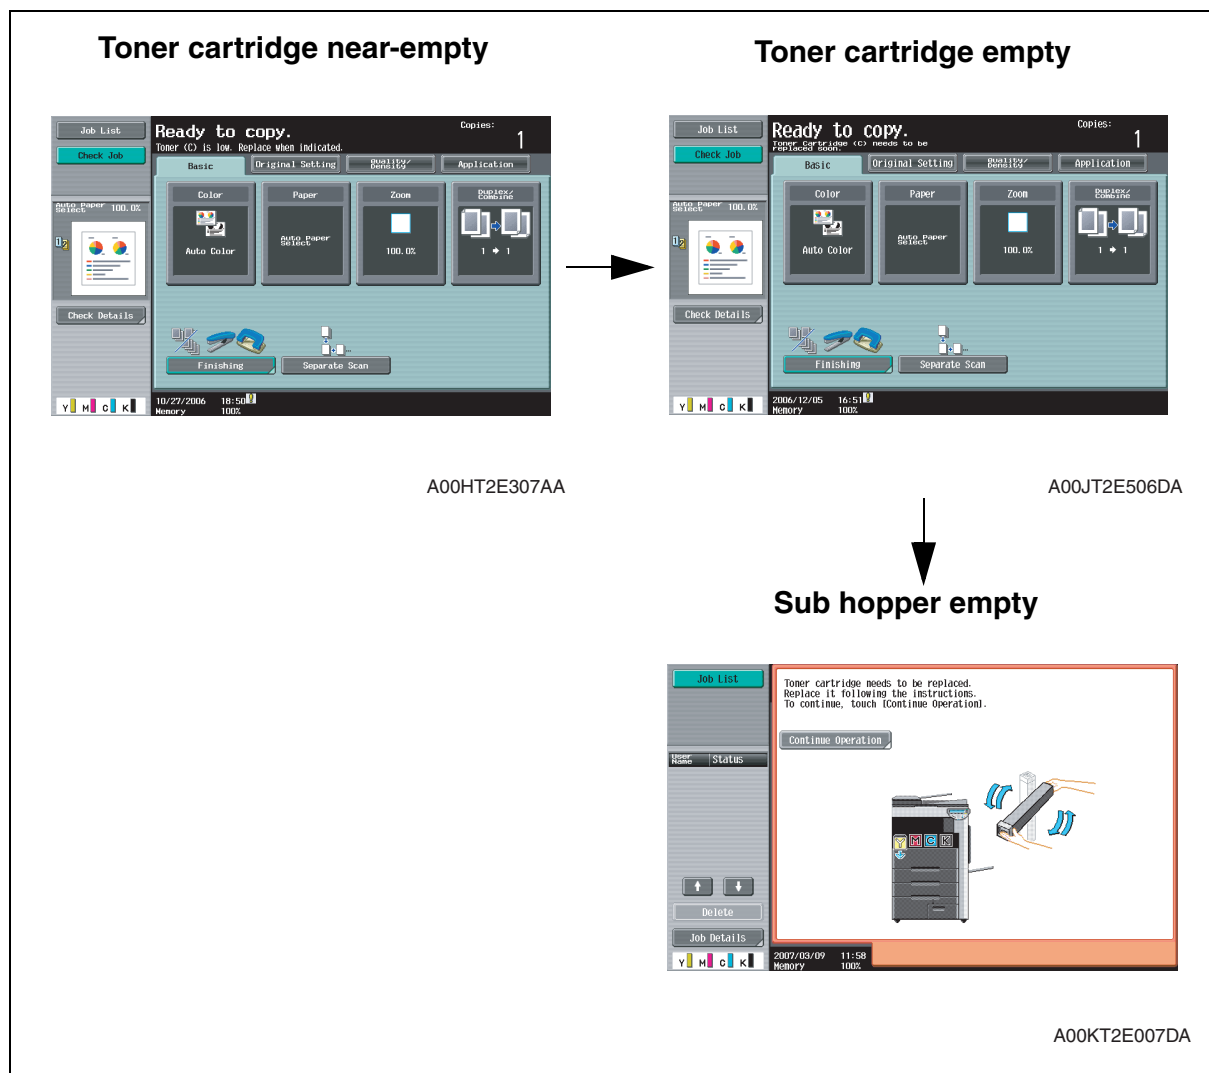 Toner cartridge near-empty
Job List
Check Job
Ready to copy.
Toner (C) is low. Replace when indicated.
Copies:
1
Basic
Original Setting
Quality/
Density
Application
Auto Paper
Select
100.0%
Color
Auto Color
Paper
Auto Paper
Select
Zoom
100.0%
Duplex/
Combine
1 → 1
Check Details
Finishing
Separate Scan
Y M C K
10/27/2006 18:50
Memory 100%
A00HT2E307AA
Toner cartridge empty
Job List
Check Job
Ready to copy.
Toner Cartridge (C) needs to be
replaced soon.
Copies:
1
Basic
Original Setting
Quality/
Density
Application
Auto Paper
Select
100.0%
Color
Auto Color
Paper
Auto Paper
Select
Zoom
100.0%
Duplex/
Combine
1 → 1
Check Details
Finishing
Separate Scan
Y M C K
2006/12/05 16:51
Memory 100%
A00JT2E506DA
Sub hopper empty
Job List
Toner cartridge needs to be replaced.
Replace it following the instructions.
To continue, touch [Continue Operation].
Continue Operation
User
Name
Status
Y M C K
Delete
Job Details
Y M C K
2007/03/09 11:58
Memory 100%
A00KT2E007DA